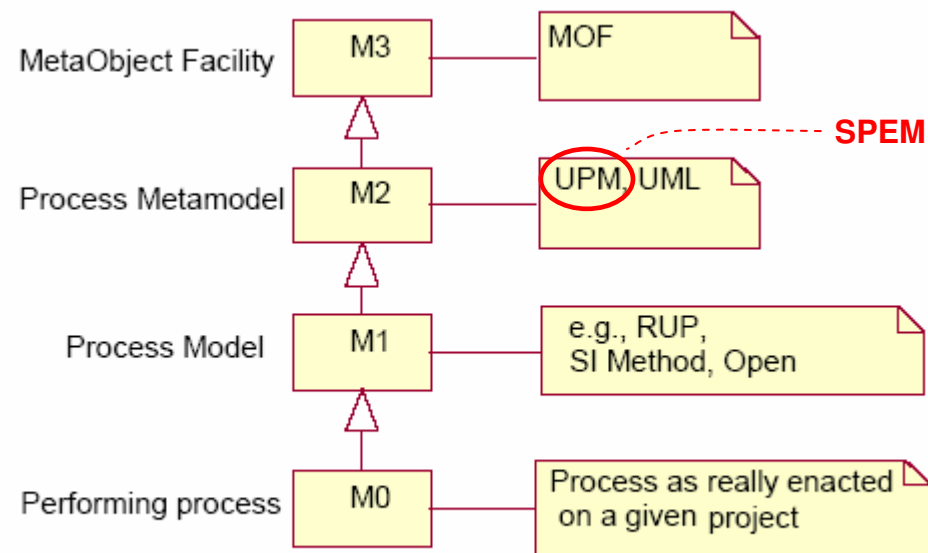 MetaObject Facility
M3
MOF
SPEM
Process Metamodel
M2
UPM, UML
Process Model
M1
e.g., RUP,
SI Method, Open
Performing process
M0
Process as really enacted
on a given project